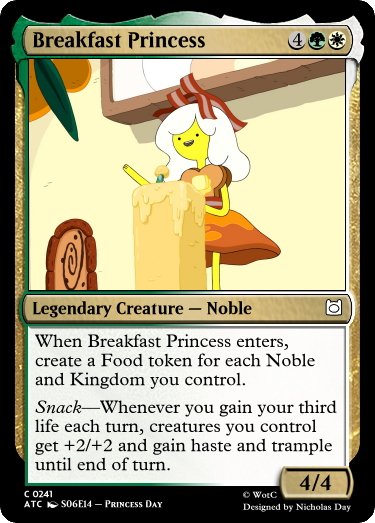 Breakfast Princess 4
Legendary Creature — Noble
When Breakfast Princess enters,
create a Food token for each Noble
and Kingdom you control.
Snack—Whenever you gain your third
life each turn, creatures you control
get +2/+2 and gain haste and trample
until end of turn.
4/4
C 0241
ATC S06E14 — Princess Day
© WotC
Designed by Nicholas Day